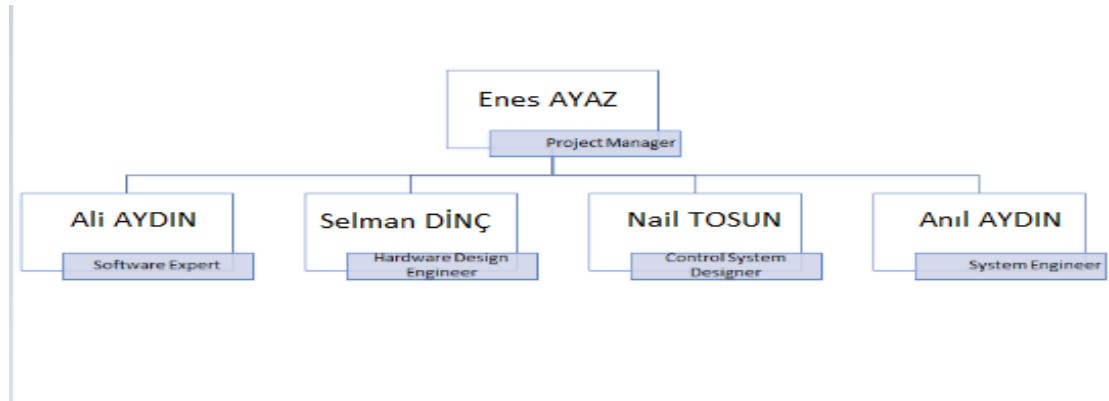 Enes AYAZ
Project Manager
Ali AYDIN
Software Expert
Selman DİNÇ
Hardware Design
Engineer
Nail TOSUN
Control System
Designer
Anıl AYDIN
System Engineer